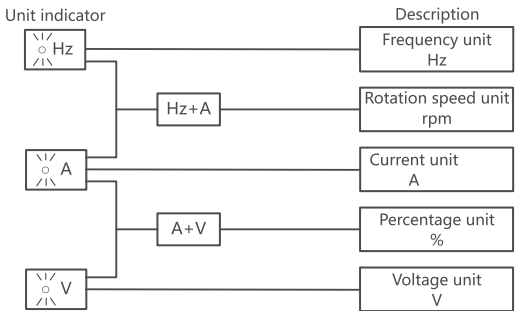 Unit indicator
Description
Hz
Frequency unit
Hz
Hz+A
Rotation speed unit
rpm
A
Current unit
A
A+V
Percentage unit
%
V
Voltage unit
V